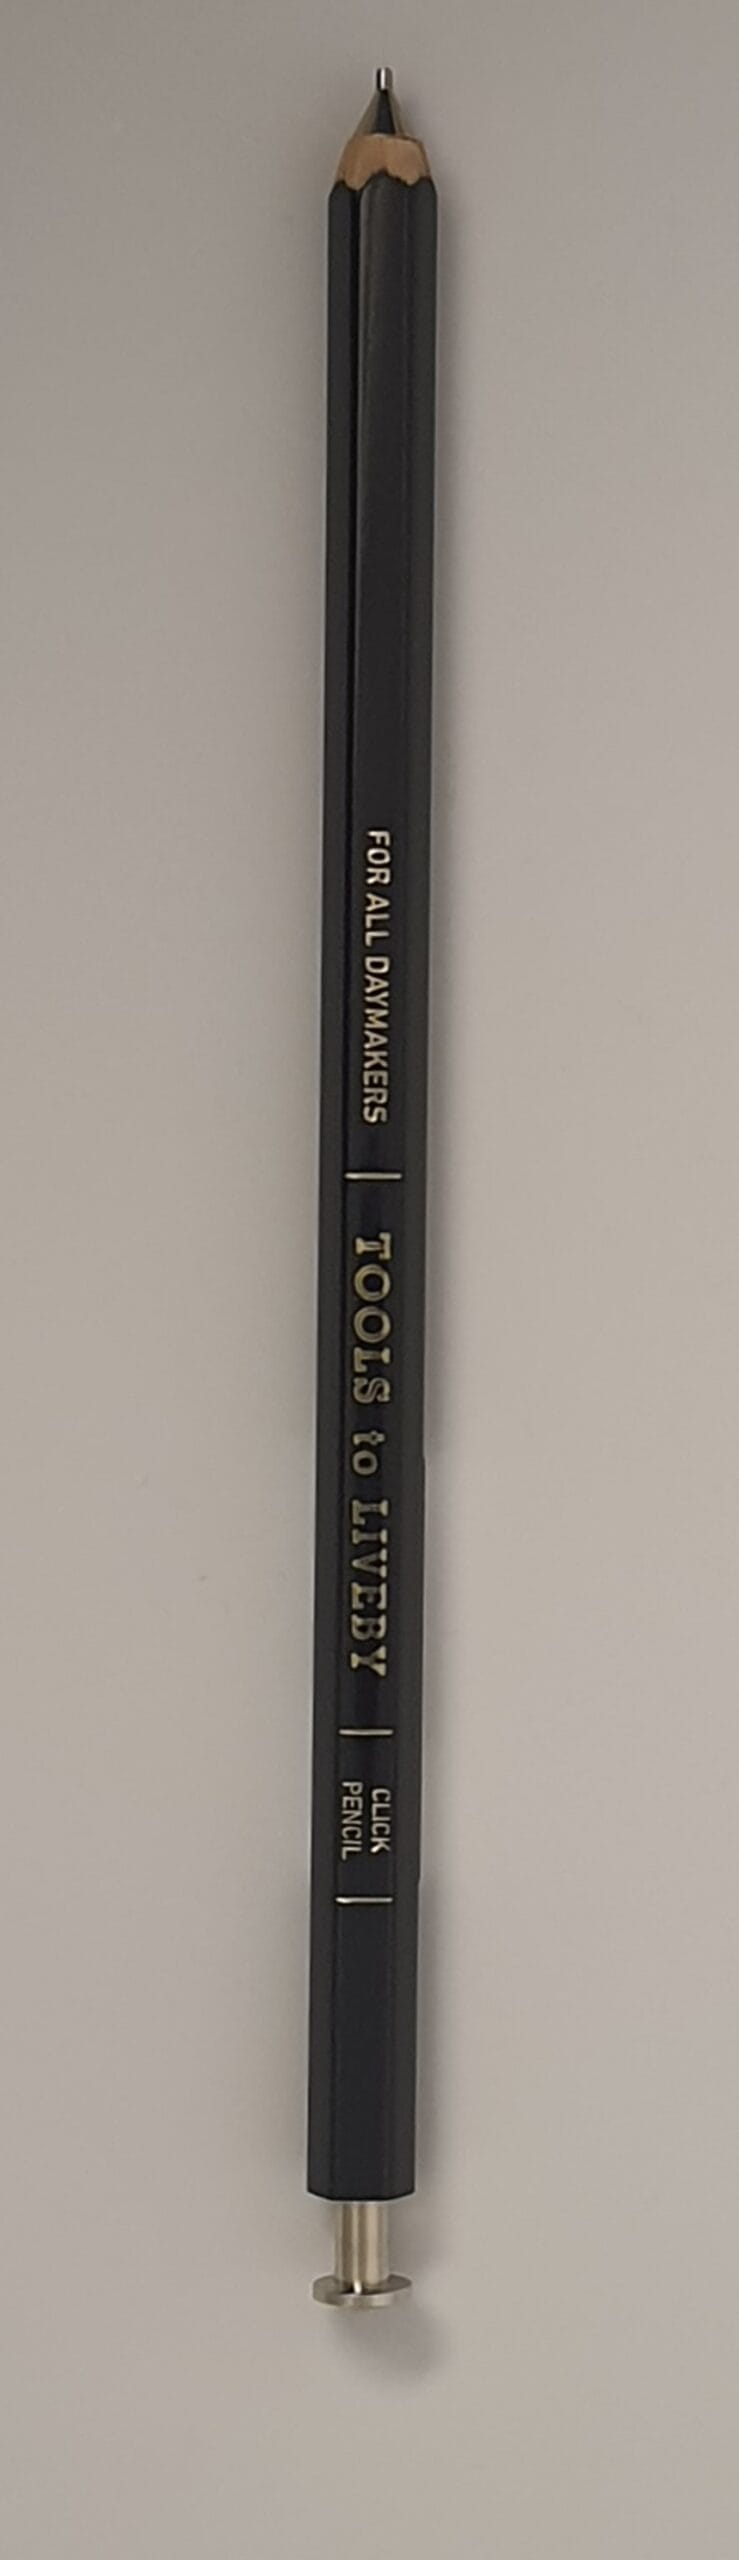 FOR ALL DAYMAKERS
TOOLS to LIVEBY
CLICK
PENCIL